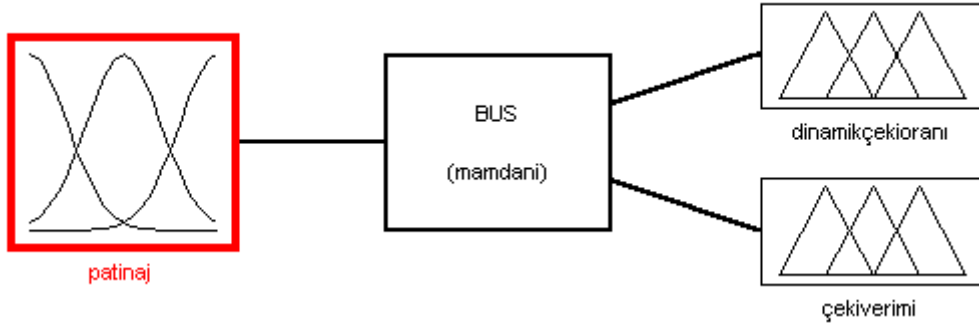 patinaj
BUS
(mamdani)
dinamikçekioranı
çekiverimi